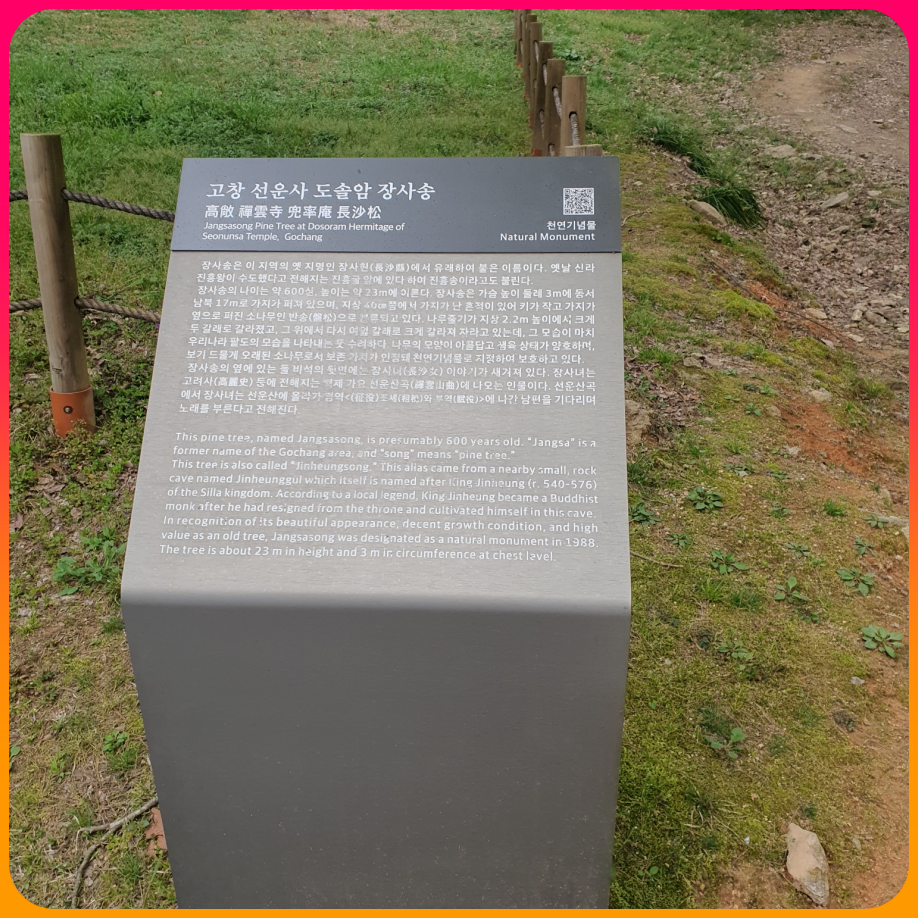 고창 선운사 도솔암 장사송
高敞 禪雲寺 兜率庵 長沙松
Jangsasong Pine Tree at Dosoram Hermitage of
Seonunsa Temple, Gochang
천연기념물
Natural Monument
장사송은 이 지역의 옛 지명인 장사현(長沙縣)에서 유래하여 붙은 이름이다. 옛날 신라
진흥왕이 수도했다고 전해지는 진흥굴 앞에 있다 하여 진흥송이라고도 불린다.
장사송의 나이는 약 600살, 높이는 약 23m에 이른다. 장사송은 가슴 높이 둘레 3m에 동서
남북 17m로 가지가 퍼져 있으며, 지상 40cm쯤에서 가지가 난 흔적이 있어 키가 작고 가지가
옆으로 퍼진 소나무인 반송(盤松)으로 분류되고 있다. 나무줄기가 지상 2.2m 높이에서 크게
두 갈래로 갈라졌고, 그 위에서 다시 여덟 갈래로 크게 갈라져 자라고 있는데, 그 모습이 마치
우리나라 팔도의 모습을 나타내는 듯 수려하다. 나무의 모양이 아름답고 생육 상태가 양호하며,
보기 드물게 오래된 소나무로서 보존 가치가 인정돼 천연기념물로 지정하여 보호하고 있다.
장사송의 옆에 있는 돌 비석의 뒷면에는 장사녀(長沙女) 이야기가 새겨져 있다. 장사녀는
고려사(高麗史) 등에 전해지는 백제 가요 선운산곡(禪雲山曲)에 나오는 인물이다. 선운산곡
에서 장사녀는 선운산에 올라가 정역<(征役)조세(租稅)와 부역(賦役)>에 나간 남편을 기다리며
노래를 부른다고 전해진다.
This pine tree, named Jangsasong, is presumably 600 years old. "Jangsa" is a
former name of the Gochang area, and "song" means "pine tree."
This tree is also called "Jinheungsong." This alias came from a nearby small, rock
cave named Jinheunggul which itself is named after King Jinheung (r. 540-576)
of the Silla kingdom. According to a local legend, King Jinheung became a Buddhist
monk after he had resigned from the throne and cultivated himself in this cave.
In recognition of its beautiful appearance, decent growth condition, and high
value as an old tree, Jangsasong was designated as a natural monument in 1988.
The tree is about 23 m in height and 3 m in circumference at chest level.